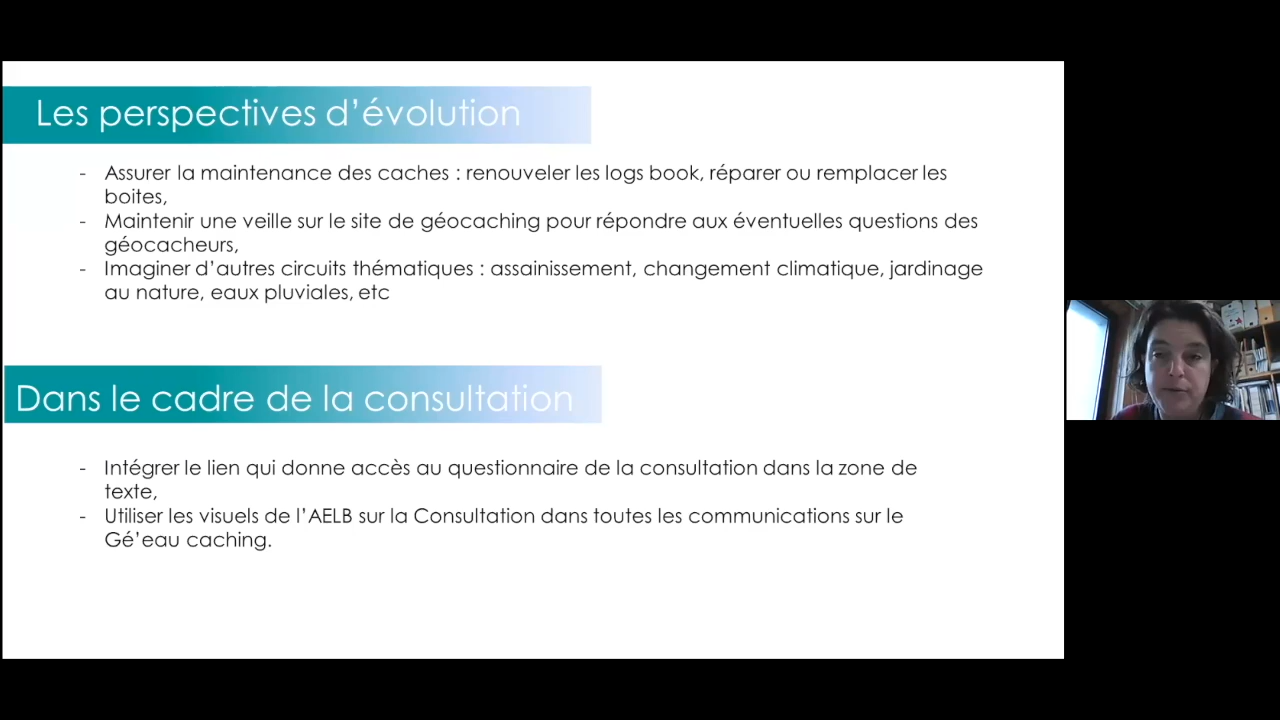 Les perspectives d’évolution
- Assurer la maintenance des caches : renouveler les logs book, réparer ou remplacer les
boites,
- Maintenir une veille sur le site de géocaching pour répondre aux éventuelles questions des
géocacheurs,
- Imaginer d’autres circuits thématiques : assainissement, changement climatique, jardinage
au nature, eaux pluviales, etc
Dans le cadre de la consultation
- Intégrer le lien qui donne accès au questionnaire de la consultation dans la zone de
texte,
- Utiliser les visuels de l’AELB sur la Consultation dans toutes les communications sur le
Gé’eau caching.